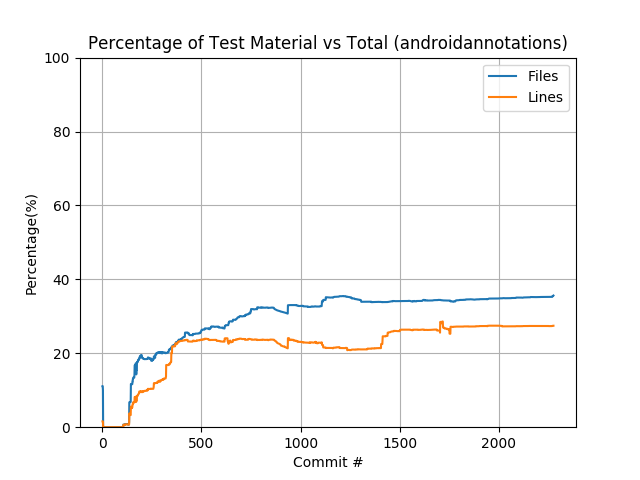 Percentage of Test Material vs Total (androidannotations)
100
80
60
40
20
0
Percentage(%)
Files
Lines
0
500
1000
1500
2000
Commit #